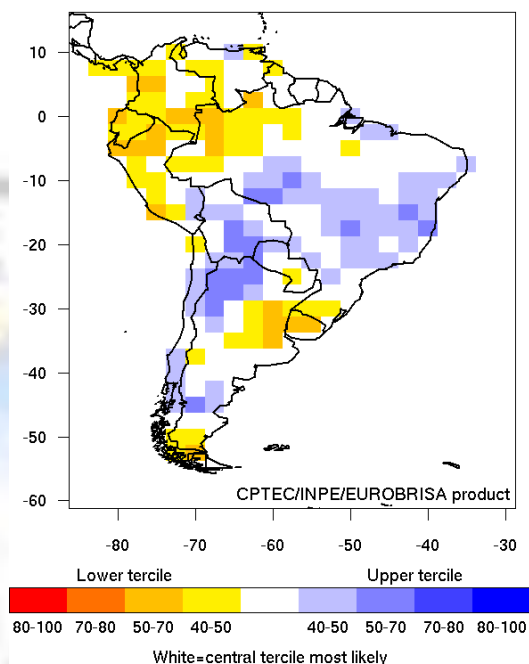 10
0
-10
-20
-30
-40
-50
-60
CPTEC/INPE/EUROBRISA product
-80 -70 -60 -50 -40 -30
Lower tercile Upper tercile
80-100 70-80 50-70 40-50 40-50 50-70 70-80 80-100
White=central tercile most likely